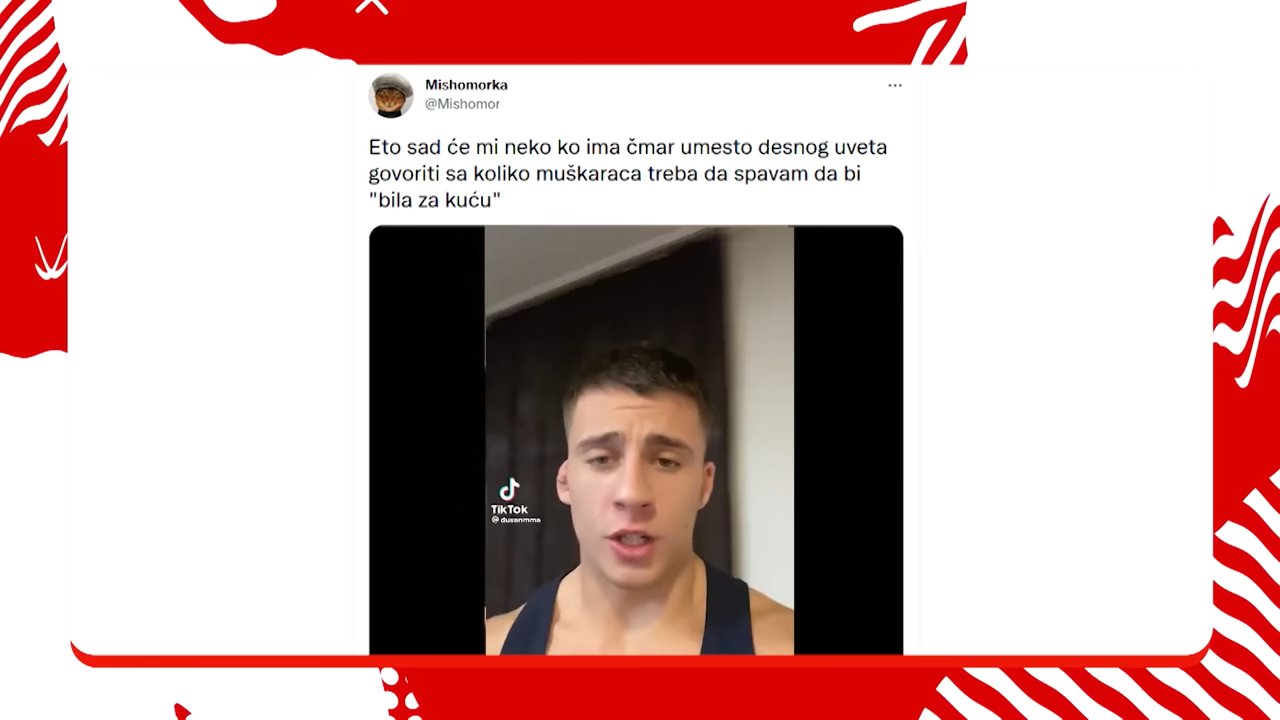 Mishomorka
@Mishomor
Eto sad će mi neko ko ima čmar umesto desnog uveta
govoriti sa koliko muškaraca treba da spavam da bi
"bila za kuću"
TikTok
@dusanmma